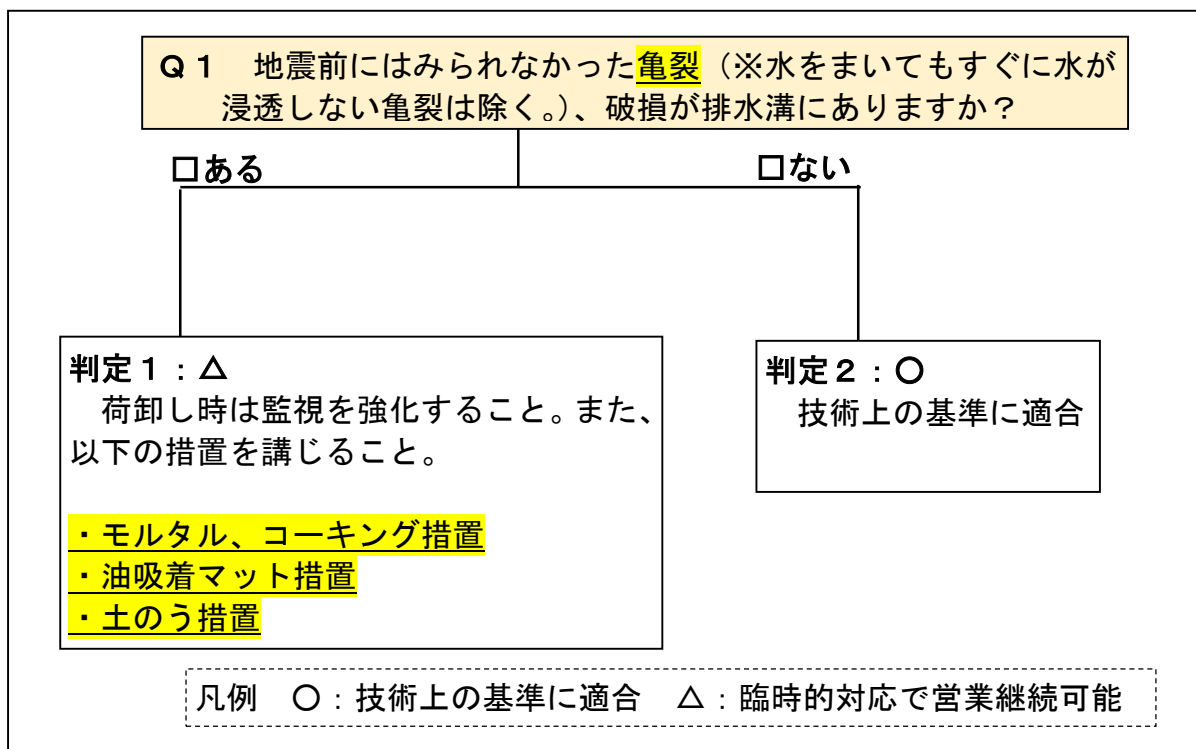 Q1　地震前にはみられなかった亀裂（※水をまいてもすぐに水が
浸透しない亀裂は除く。）、破損が排水溝にありますか？
□ある
□ない
判定１：△
荷卸し時は監視を強化すること。また、
以下の措置を講じること。
・モルタル、コーキング措置
・油吸着マット措置
・土のう措置
判定２：〇
技術上の基準に適合
凡例　〇：技術上の基準に適合　△：臨時的対応で営業継続可能